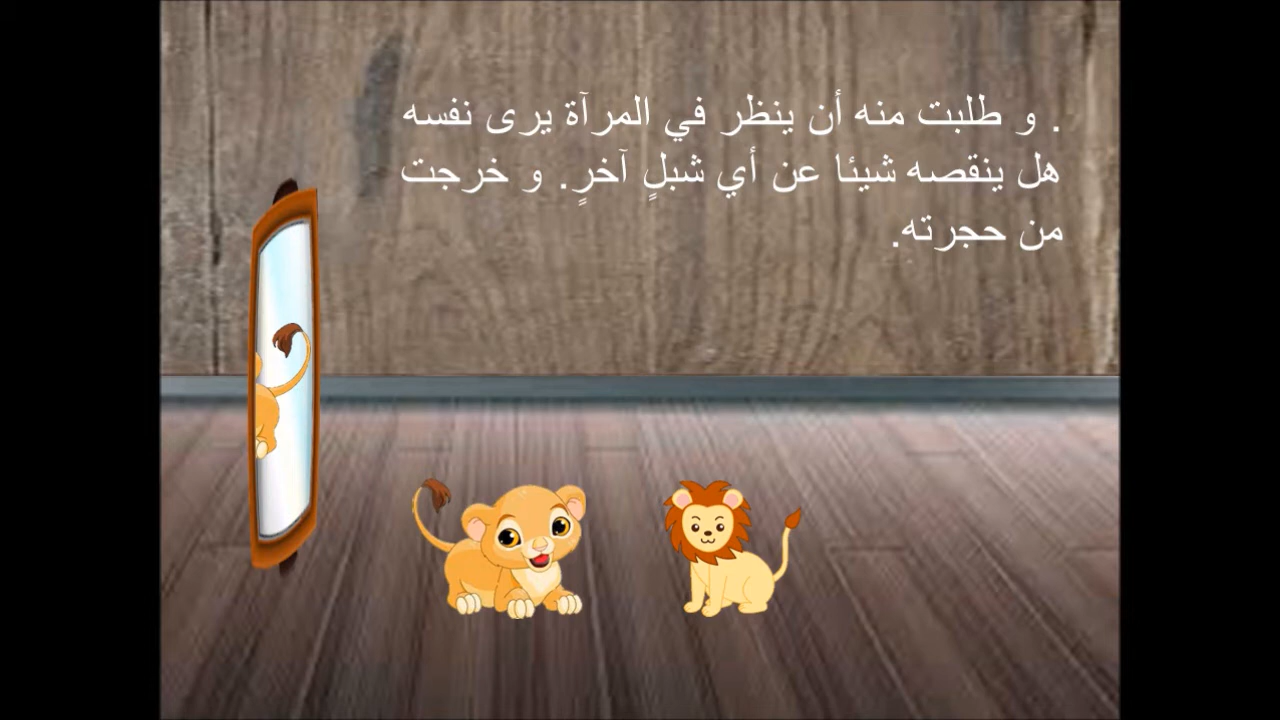 . و طلبت منه أن ينظر في المرآة يرى نفسه
هل ينقصه شيئا عن أي شبلٍ آخرٍ. و خرجت
من حجرته.